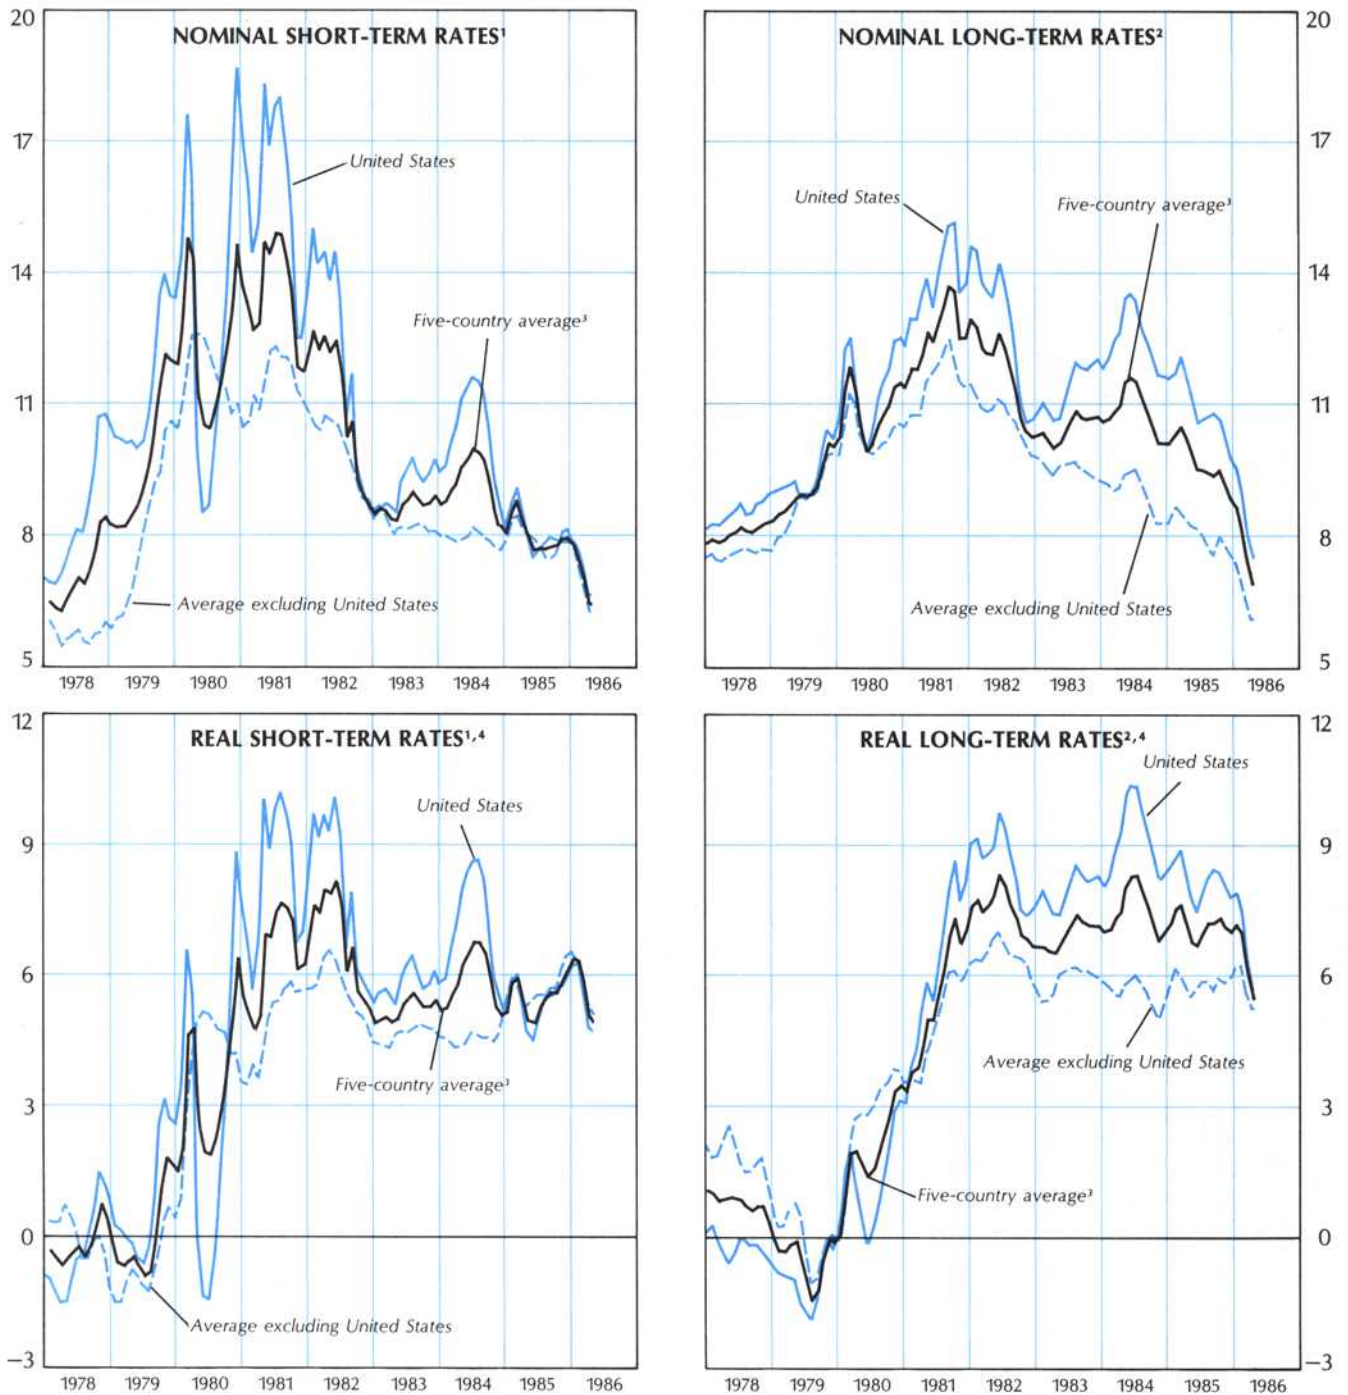 NOMINAL SHORT-TERM RATES¹
20
17
14
11
8
5
United States
Five-country average³
Average excluding United States
1978 1979 1980 1981 1982 1983 1984 1985 1986
NOMINAL LONG-TERM RATES²
20
17
14
11
8
5
United States
Five-country average³
Average excluding United States
1978 1979 1980 1981 1982 1983 1984 1985 1986
REAL SHORT-TERM RATES¹,⁴
12
9
6
3
0
−3
United States
Five-country average³
Average excluding United States
1978 1979 1980 1981 1982 1983 1984 1985 1986
REAL LONG-TERM RATES²,⁴
12
9
6
3
0
−3
United States
Average excluding United States
Five-country average³
1978 1979 1980 1981 1982 1983 1984 1985 1986